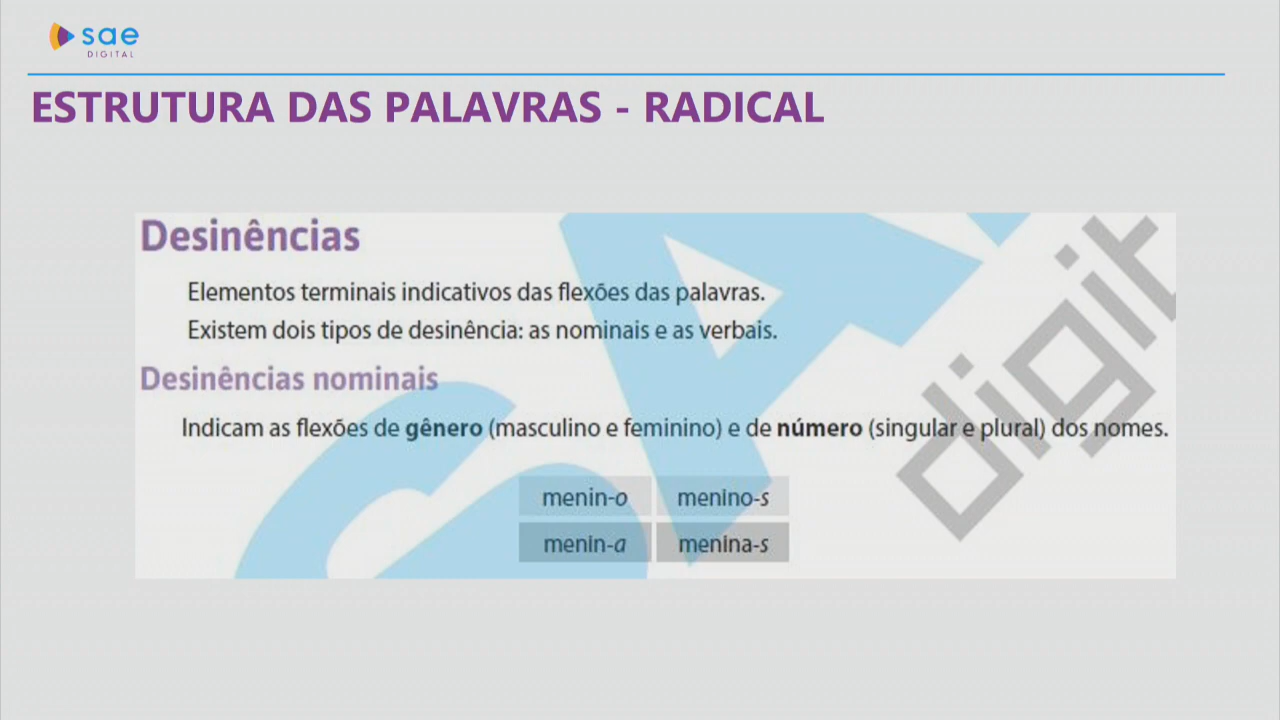 sae
DIGITAL
ESTRUTURA DAS PALAVRAS - RADICAL
Desinências
Elementos terminais indicativos das flexões das palavras.
Existem dois tipos de desinência: as nominais e as verbais.
Desinências nominais
Indicam as flexões de gênero (masculino e feminino) e de número (singular e plural) dos nomes.
menin-o menino-s
menin-a menina-s
SA
digit